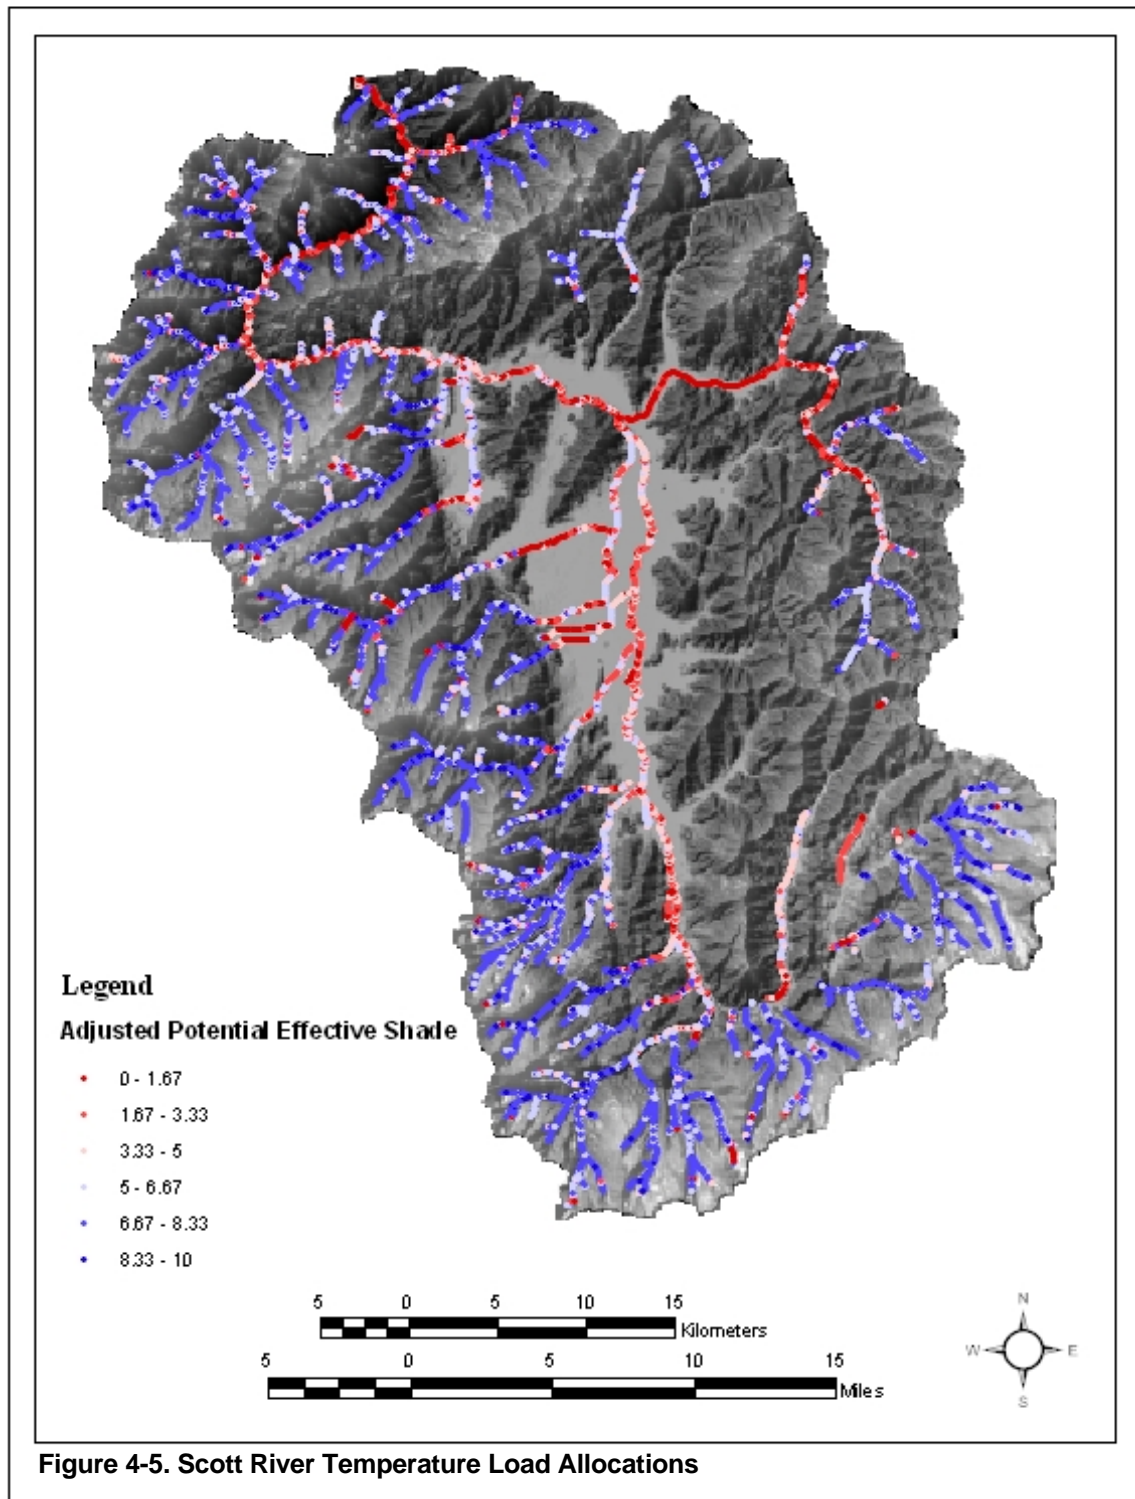 Legend
Adjusted Potential Effective Shade
0 - 1.67
1.67 - 3.33
3.33 - 5
5 - 6.67
6.67 - 8.33
8.33 - 10
5 0 5 10 15
Kilometers
5 0 5 10 15
Miles
N
W E
S
Figure 4-5. Scott River Temperature Load Allocations